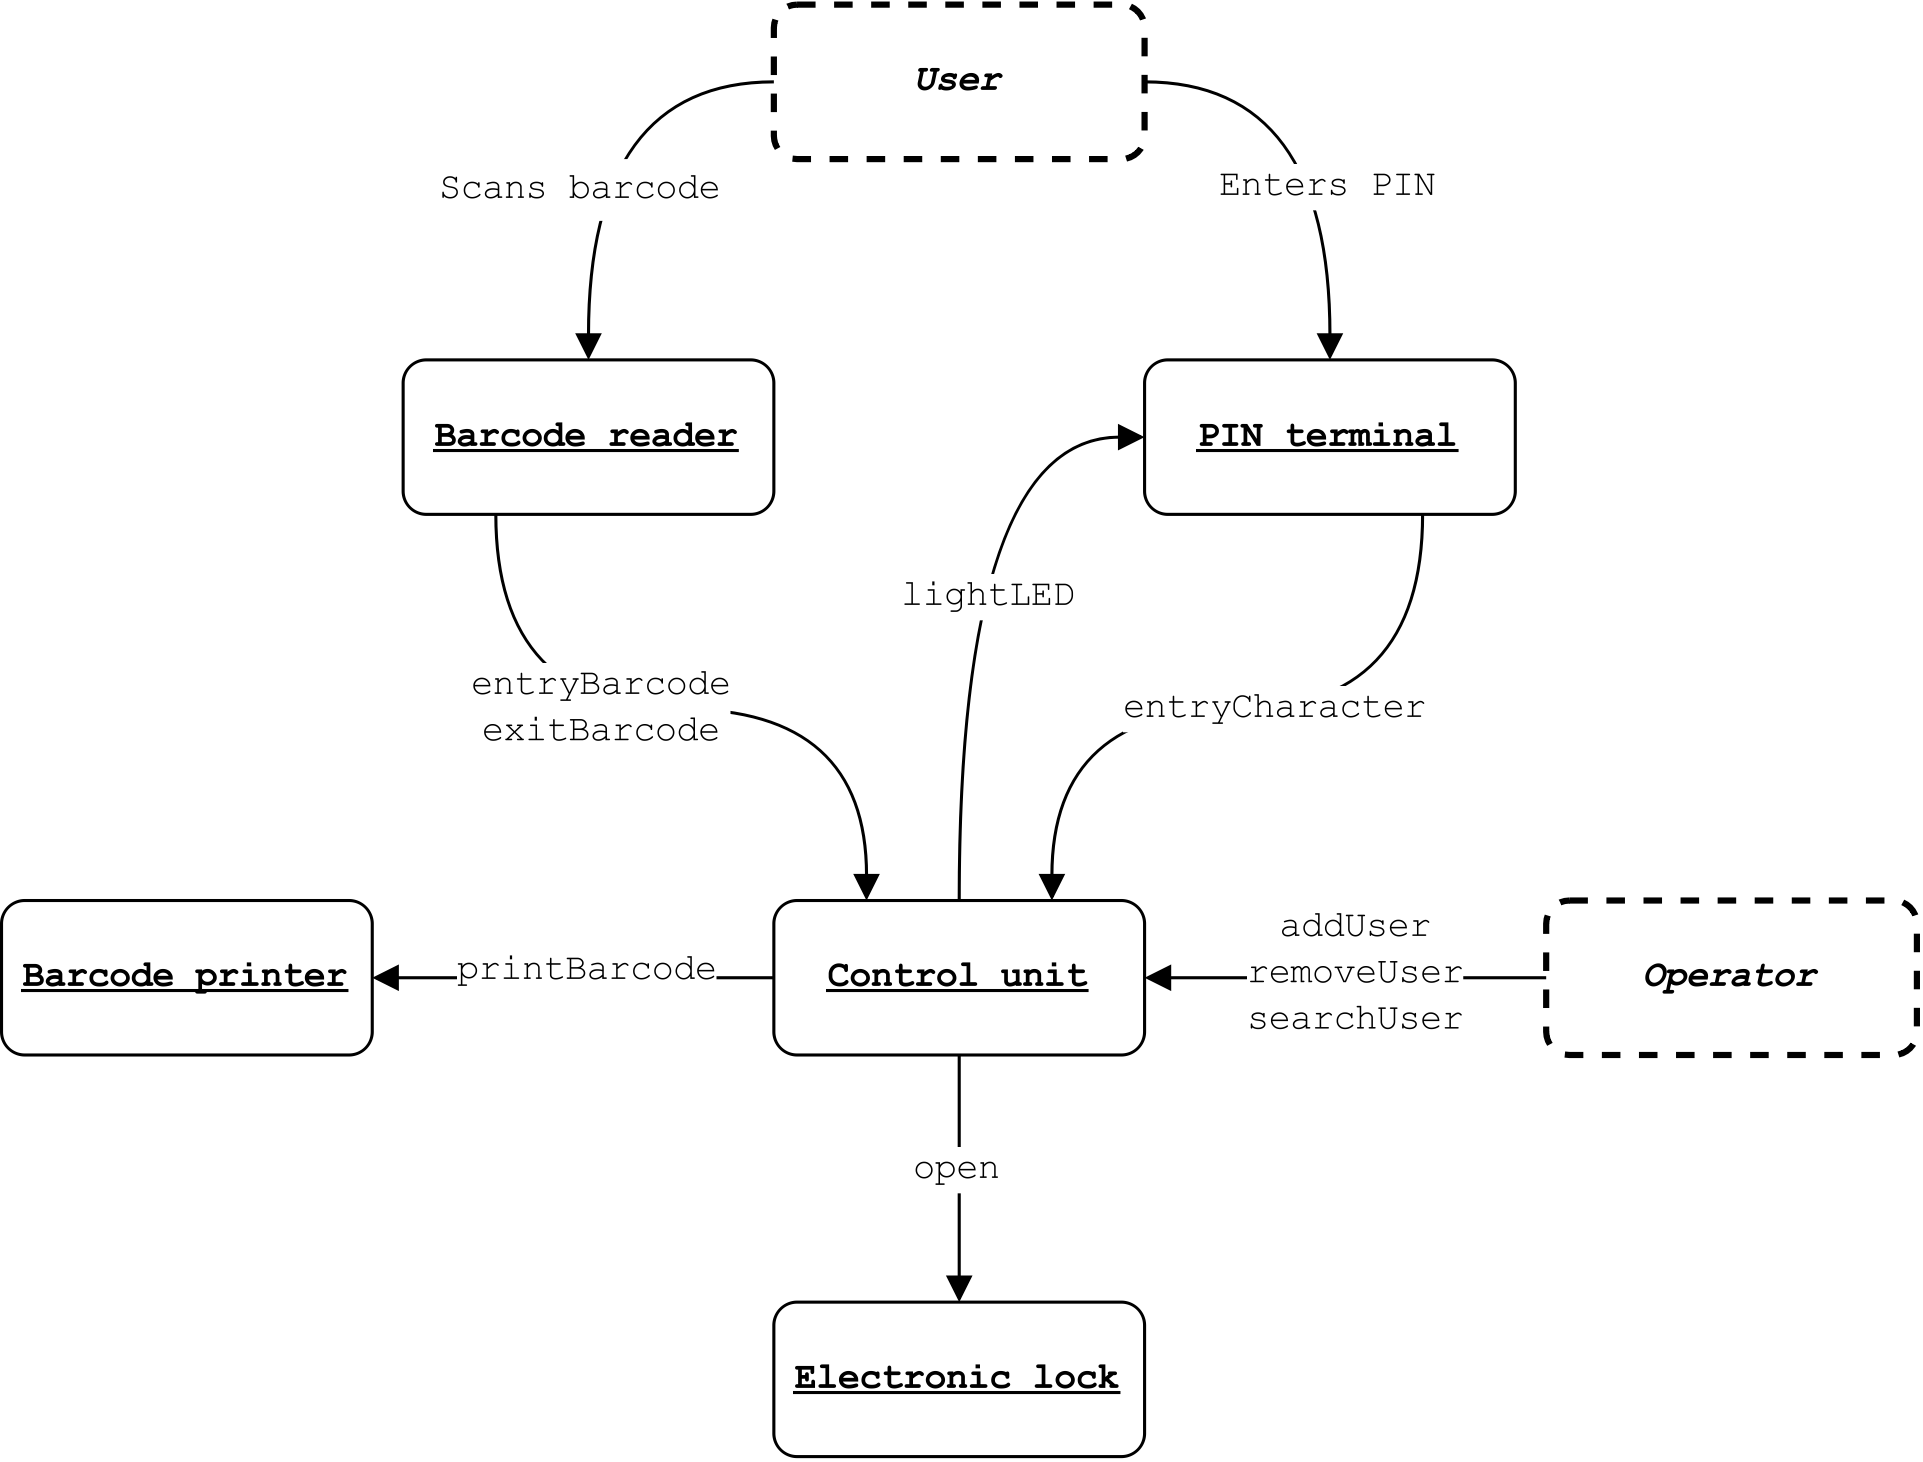 User
Scans barcode
Enters PIN
Barcode reader
PIN terminal
lightLED
entryBarcode
exitBarcode
entryCharacter
Barcode printer
printBarcode
Control unit
addUser
removeUser
searchUser
Operator
open
Electronic lock